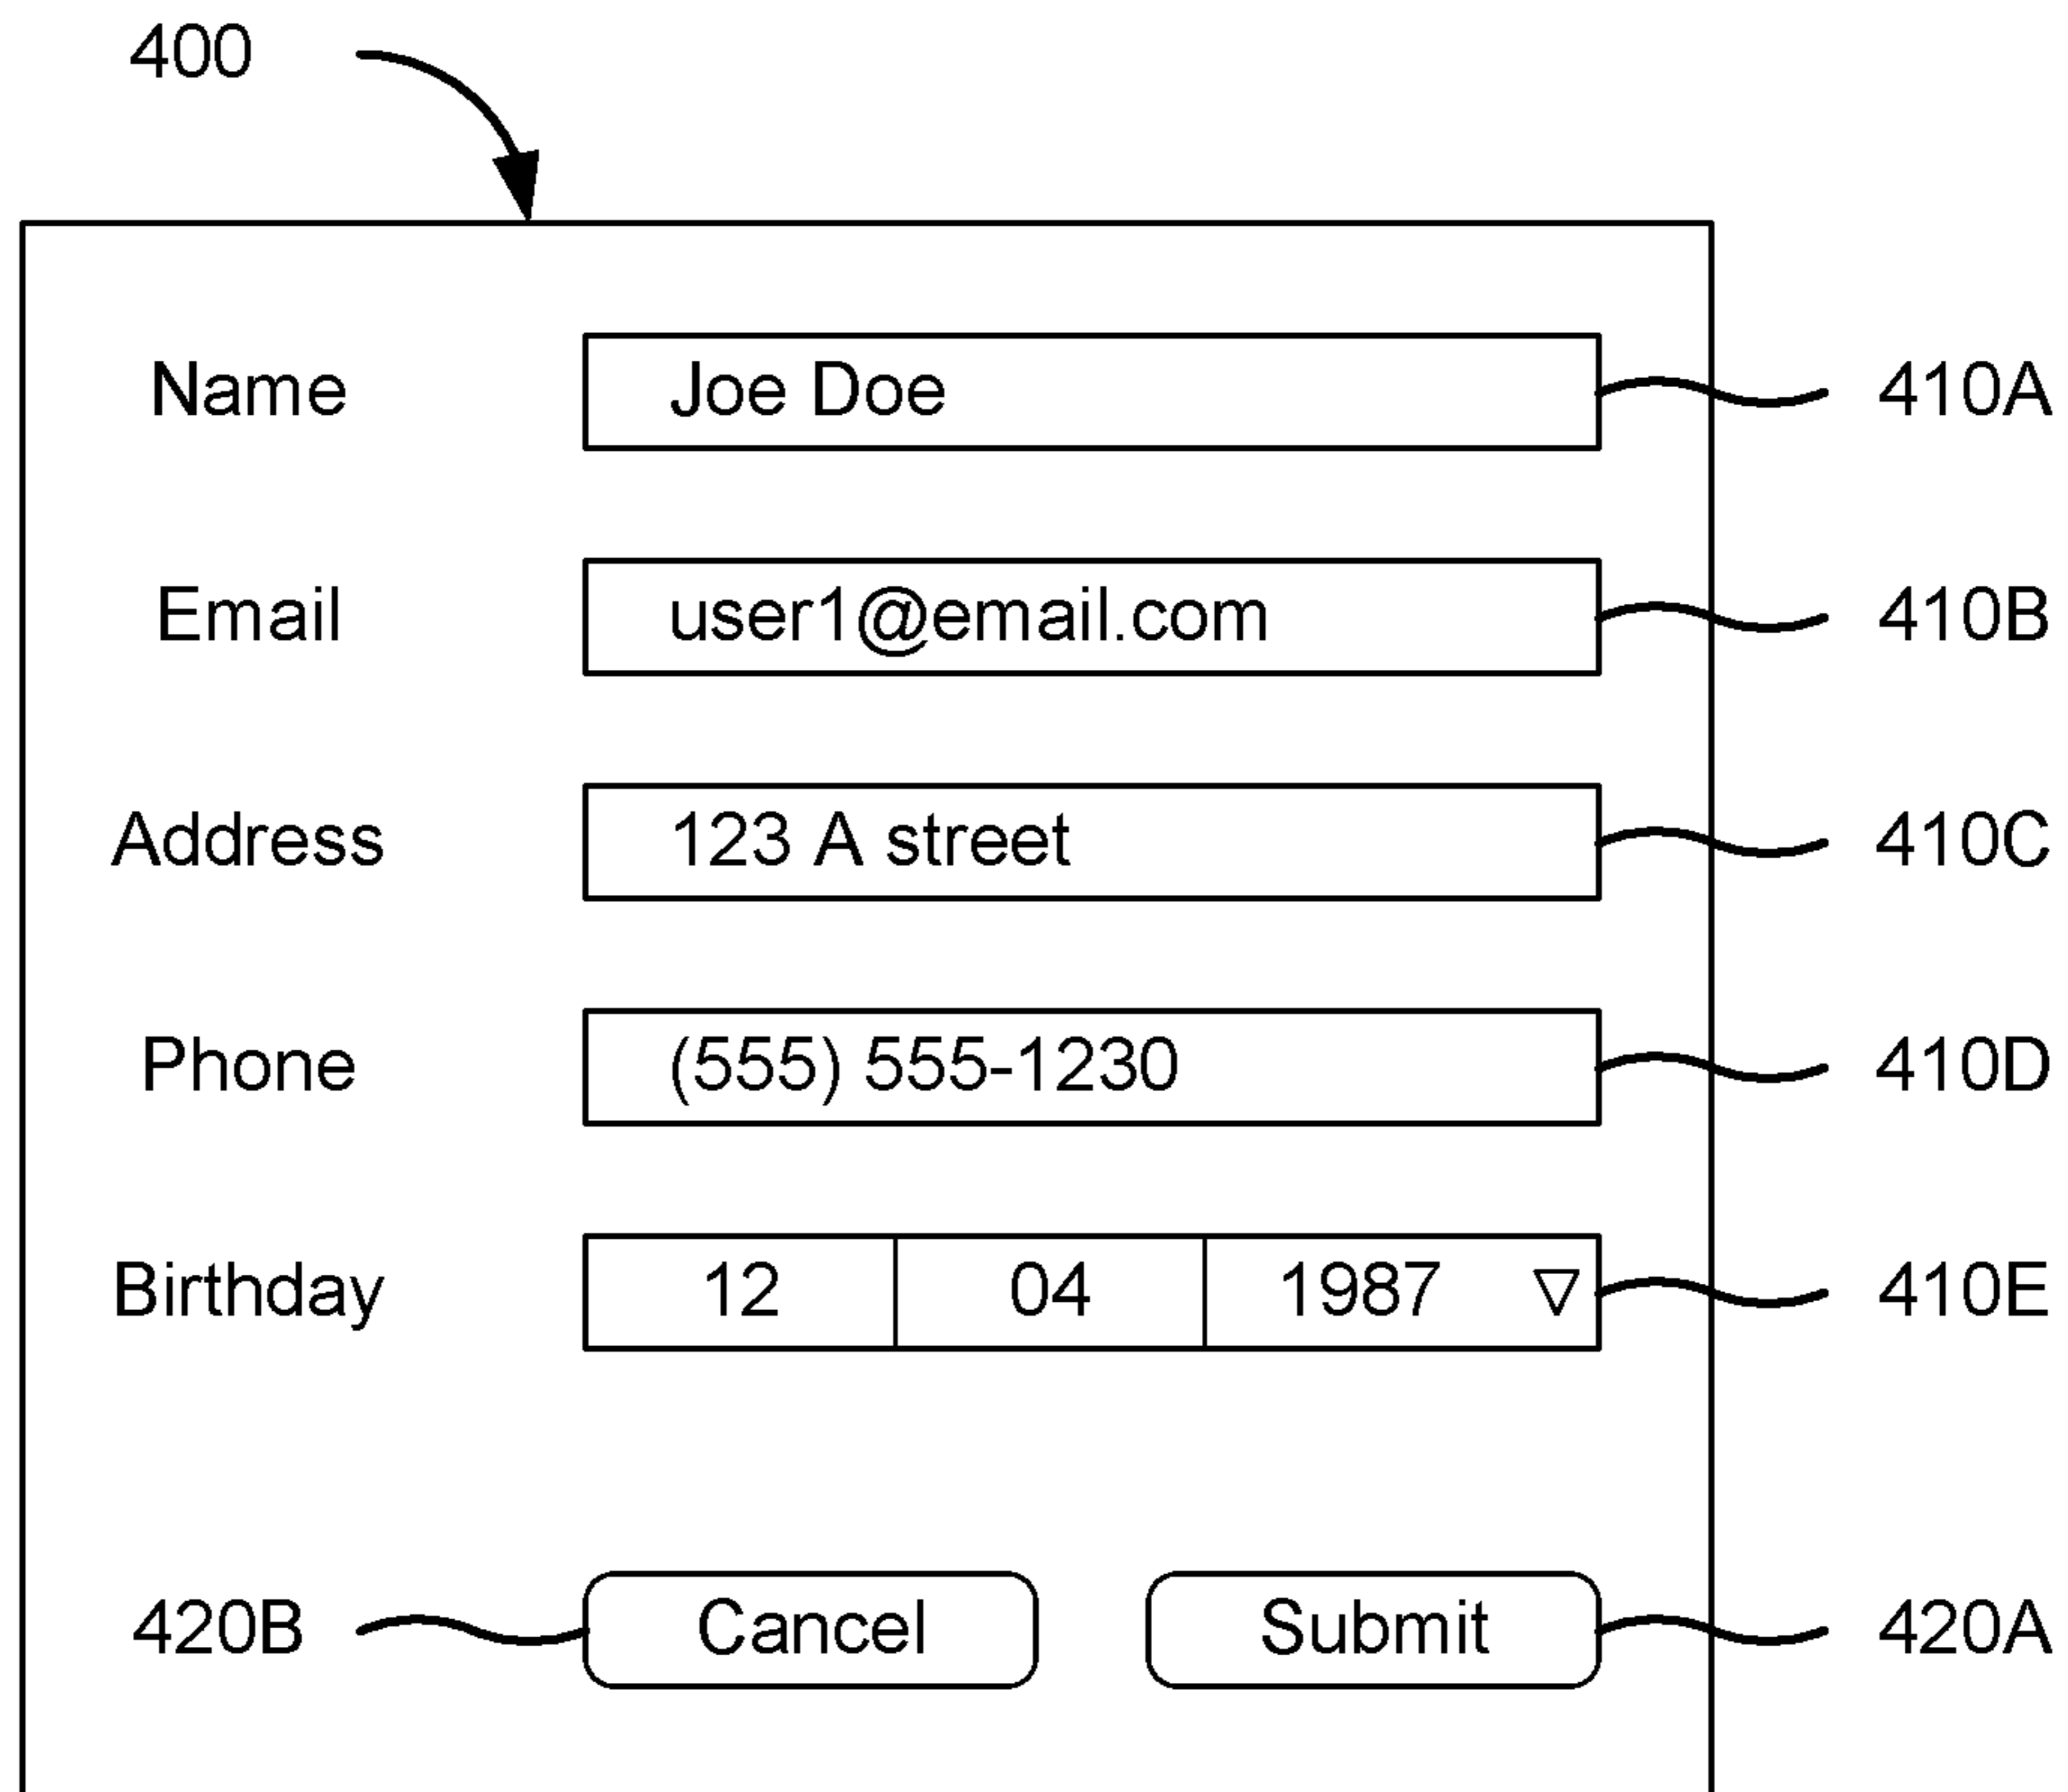 400
Name Joe Doe 410A
Email user1@email.com 410B
Address 123 A street 410C
Phone (555) 555-1230 410D
Birthday 12 04 1987 410E
420B Cancel Submit 420A